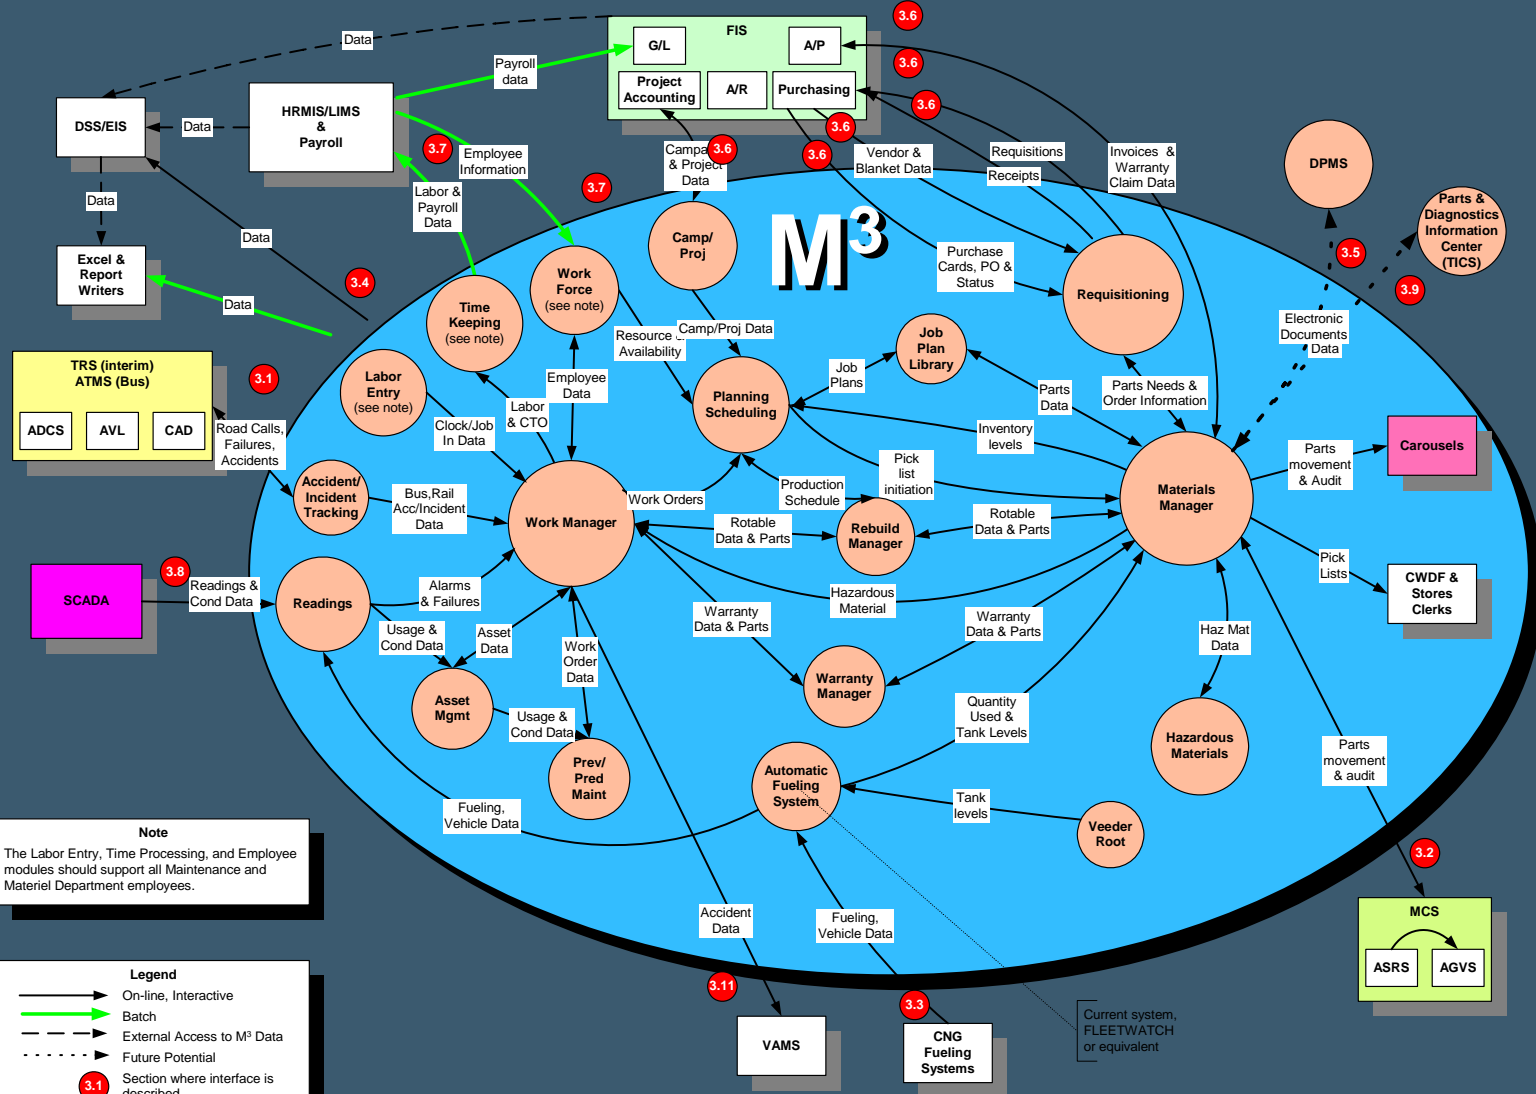 3.6
FIS
G/L
A/P
Project
Accounting
A/R
Purchasing
3.6
3.6
3.6
3.6
3.6
Data
Payroll
data
DSS/EIS
Data
HRMIS/LIMS
&
Payroll
3.7
Employee
Information
Labor &
Payroll
Data
3.7
Campa
& Project
Data
Vendor &
Blanket Data
Requisitions
Receipts
Invoices &
Warranty
Claim Data
DPMS
Parts &
Diagnostics
Information
Center
(TICS)
3.5
3.9
Data
Data
Excel &
Report
Writers
Data
3.4
M³
Camp/
Proj
Work
Force
(see note)
Time
Keeping
(see note)
Purchase
Cards, PO &
Status
Requisitioning
Electronic
Documents
Data
TRS (interim)
ATMS (Bus)
ADCS
AVL
CAD
3.1
Road Calls,
Failures,
Accidents
Labor
Entry
(see note)
Resource &
Availability
Camp/Proj Data
Job
Plan
Library
Job
Plans
Employee
Data
Labor
& CTO
Clock/Job
In Data
Planning
Scheduling
Parts
Data
Parts Needs &
Order Information
Inventory
levels
Pick
list
initiation
Carousels
Parts
movement
& Audit
Accident/
Incident
Tracking
Bus,Rail
Acc/Incident
Data
Work Manager
Work Orders
Production
Schedule
Rotable
Data & Parts
Rebuild
Manager
Rotable
Data & Parts
Materials
Manager
Pick
Lists
CWDF &
Stores
Clerks
SCADA
3.8
Readings &
Cond Data
Readings
Alarms
& Failures
Usage &
Cond Data
Asset
Data
Work
Order
Data
Hazardous
Material
Warranty
Data & Parts
Warranty
Data & Parts
Haz Mat
Data
Asset
Mgmt
Usage &
Cond Data
Warranty
Manager
Quantity
Used &
Tank Levels
Hazardous
Materials
Parts
movement
& audit
Prev/
Pred
Maint
Automatic
Fueling
System
Fueling,
Vehicle Data
Tank
levels
Veeder
Root
3.2
Note
The Labor Entry, Time Processing, and Employee
modules should support all Maintenance and
Materiel Department employees.
Accident
Data
Fueling,
Vehicle Data
MCS
ASRS
AGVS
3.11
3.3
Current system,
FLEETWATCH
or equivalent
VAMS
CNG
Fueling
Systems
Legend
On-line, Interactive
Batch
External Access to M³ Data
Future Potential
3.1
Section where interface is
described